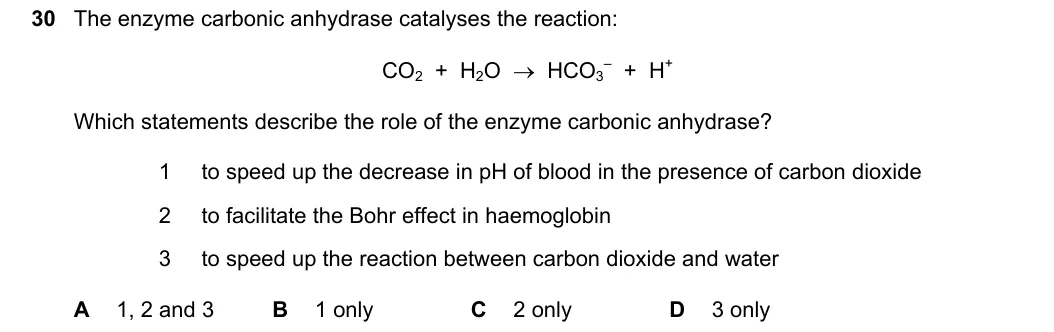 30 The enzyme carbonic anhydrase catalyses the reaction:
CO₂ + H₂O → HCO₃⁻ + H⁺
Which statements describe the role of the enzyme carbonic anhydrase?
1 to speed up the decrease in pH of blood in the presence of carbon dioxide
2 to facilitate the Bohr effect in haemoglobin
3 to speed up the reaction between carbon dioxide and water
A 1, 2 and 3 B 1 only C 2 only D 3 only